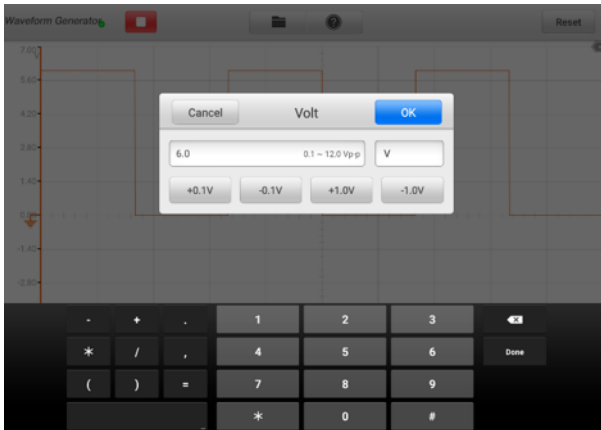 Waveform Generator
Reset
7.60
V
5.60
4.20
2.80
1.40
0.00
-1.40
-2.80
Cancel Volt OK
6.0 0.1 ~ 12.0 Vp-p V
+0.1V -0.1V +1.0V -1.0V
- + . 1 2 3
* / , 4 5 6 Done
( ) = 7 8 9
_ * 0 #